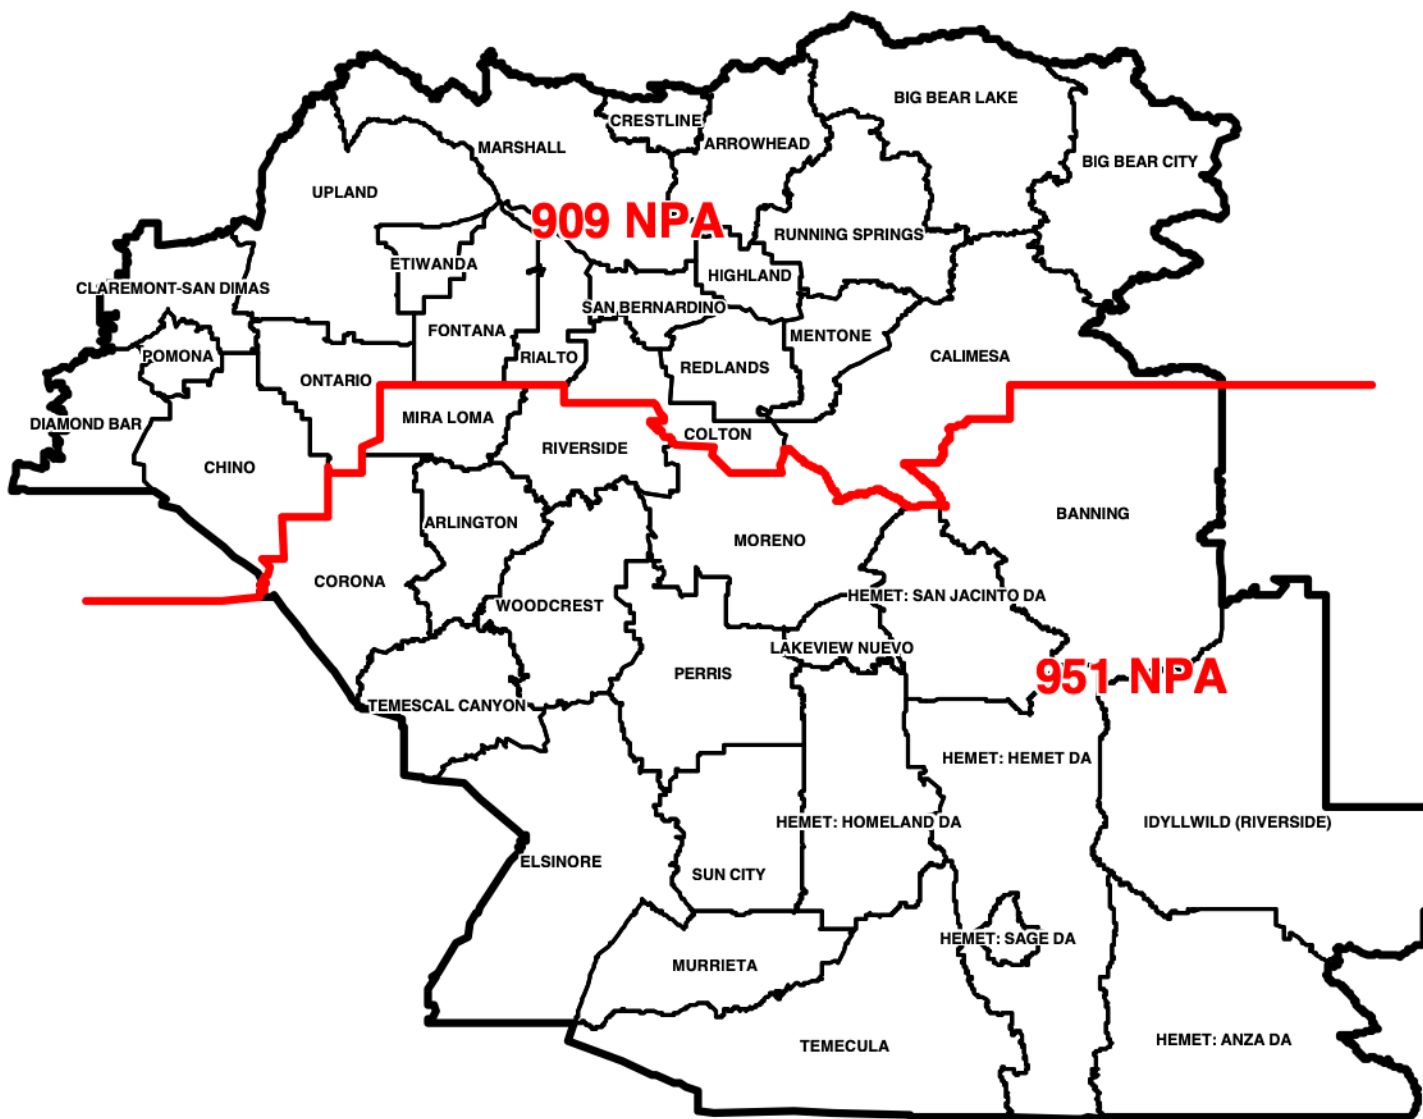 BIG BEAR LAKE
CRESTLINE
ARROWHEAD
MARSHALL
BIG BEAR CITY
UPLAND
909 NPA
RUNNING SPRINGS
ETIWANDA
HIGHLAND
CLAREMONT-SAN DIMAS
SAN BERNARDINO
FONTANA
MENTONE
POMONA
RIALTO
CALIMESA
REDLANDS
ONTARIO
MIRA LOMA
DIAMOND BAR
COLTON
RIVERSIDE
CHINO
BANNING
ARLINGTON
MORENO
CORONA
HEMET: SAN JACINTO DA
WOODCREST
LAKEVIEW NUEVO
PERRIS
951 NPA
TEMESCAL CANYON
HEMET: HEMET DA
HEMET: HOMELAND DA
IDYLLWILD (RIVERSIDE)
ELSINORE
SUN CITY
HEMET: SAGE DA
MURRIETA
HEMET: ANZA DA
TEMECULA